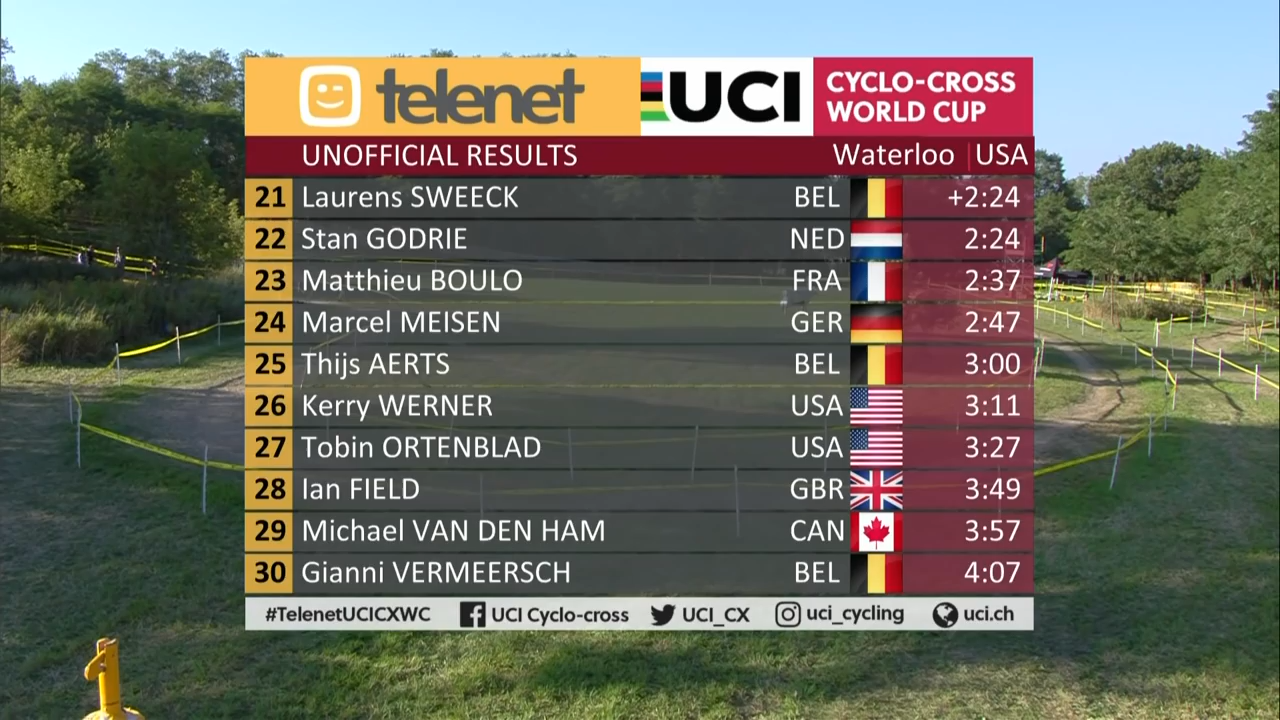 telenet UCI CYCLO-CROSS WORLD CUP
UNOFFICIAL RESULTS Waterloo | USA
21 Laurens SWEECK BEL +2:24
22 Stan GODRIE NED 2:24
23 Matthieu BOULO FRA 2:37
24 Marcel MEISEN GER 2:47
25 Thijs AERTS BEL 3:00
26 Kerry WERNER USA 3:11
27 Tobin ORTENBLAD USA 3:27
28 Ian FIELD GBR 3:49
29 Michael VAN DEN HAM CAN 3:57
30 Gianni VERMEERSCH BEL 4:07
#TelenetUCICXWC UCI Cyclo-cross UCI_CX uci_cycling uci.ch